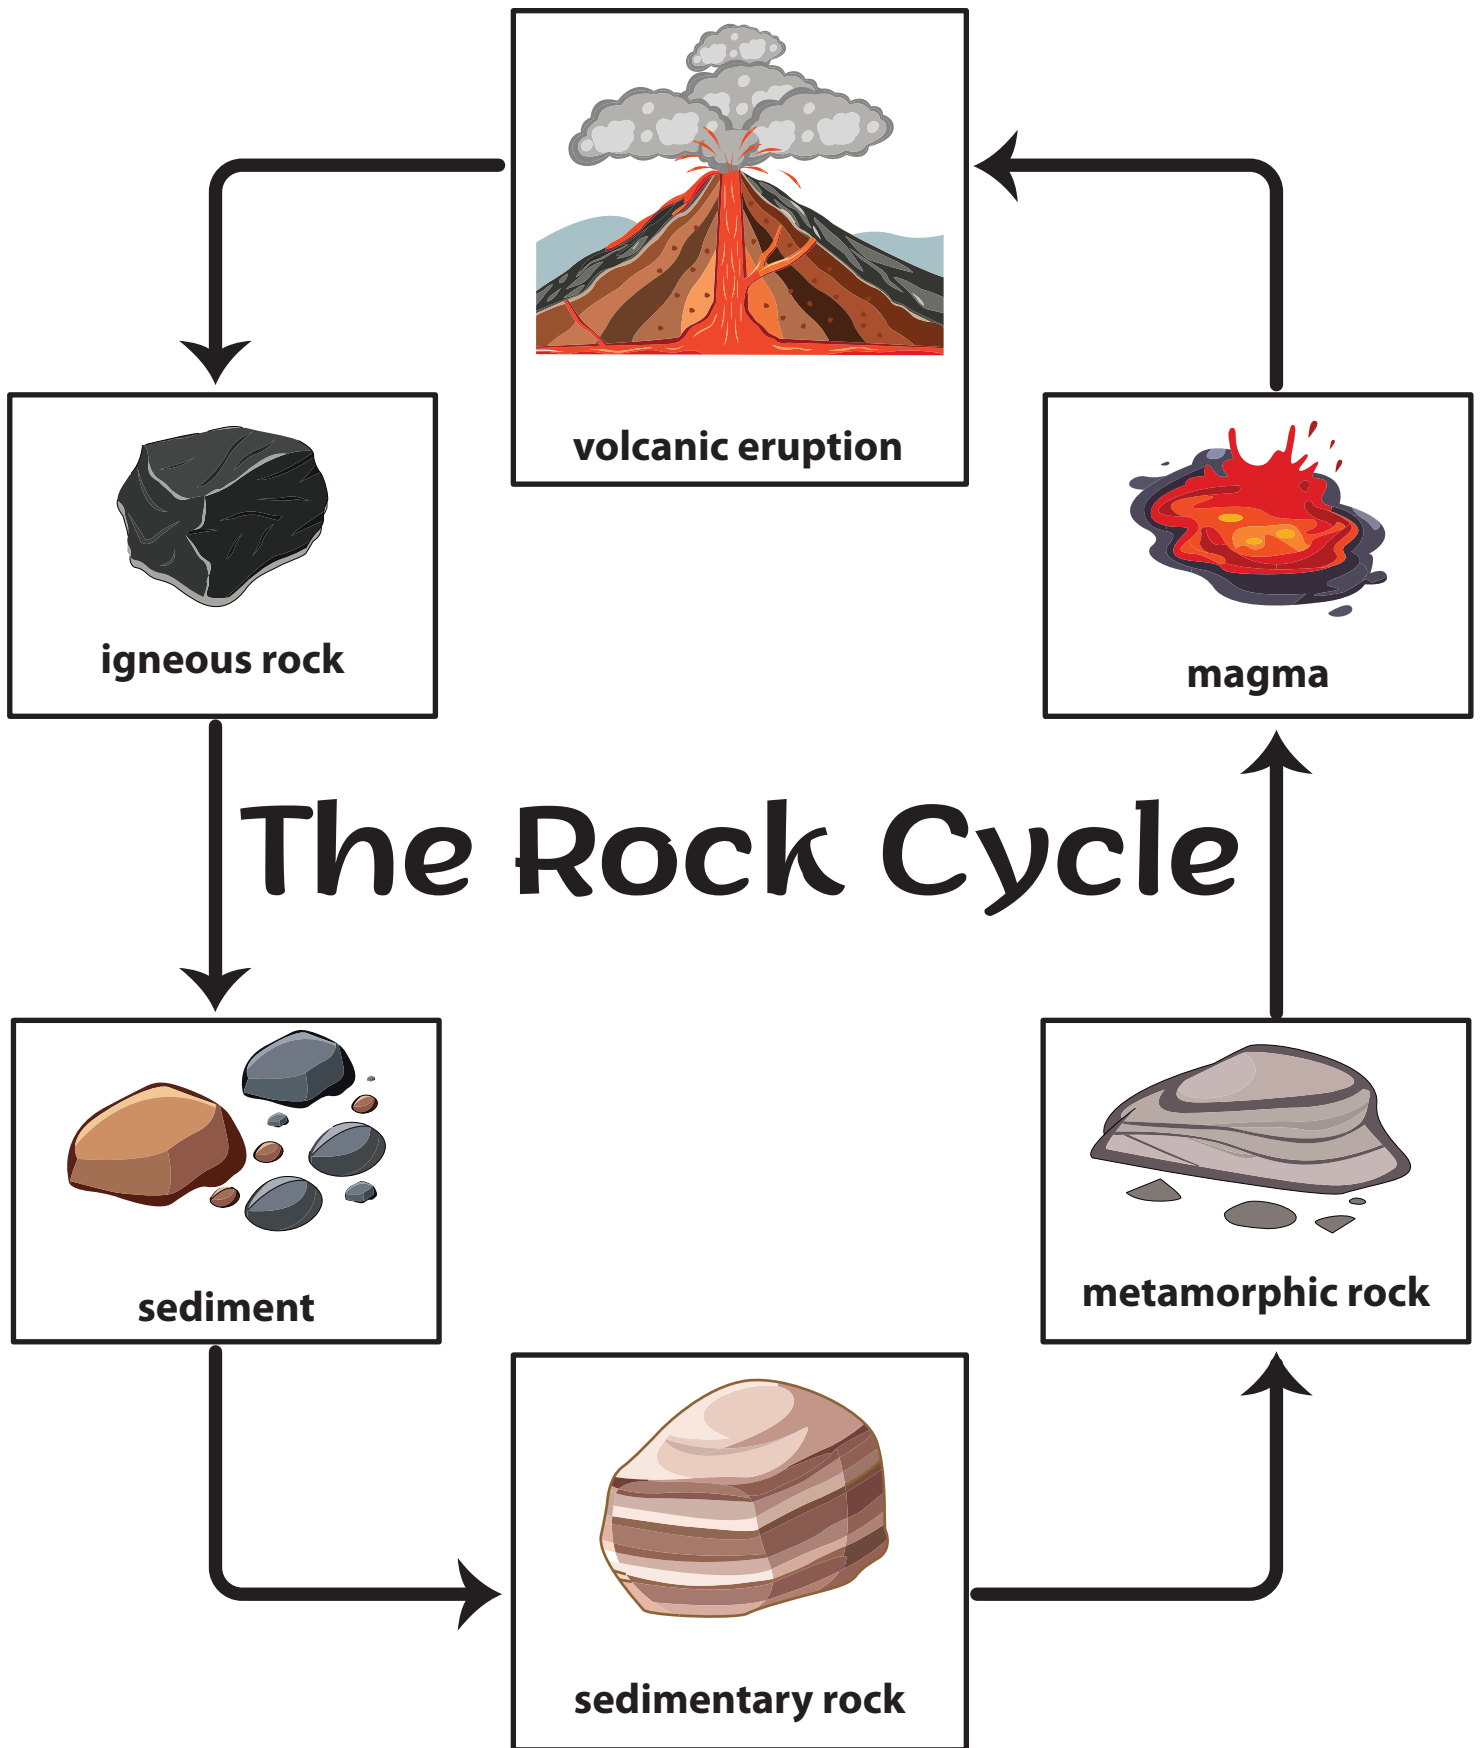 volcanic eruption
igneous rock
magma
The Rock Cycle
sediment
metamorphic rock
sedimentary rock